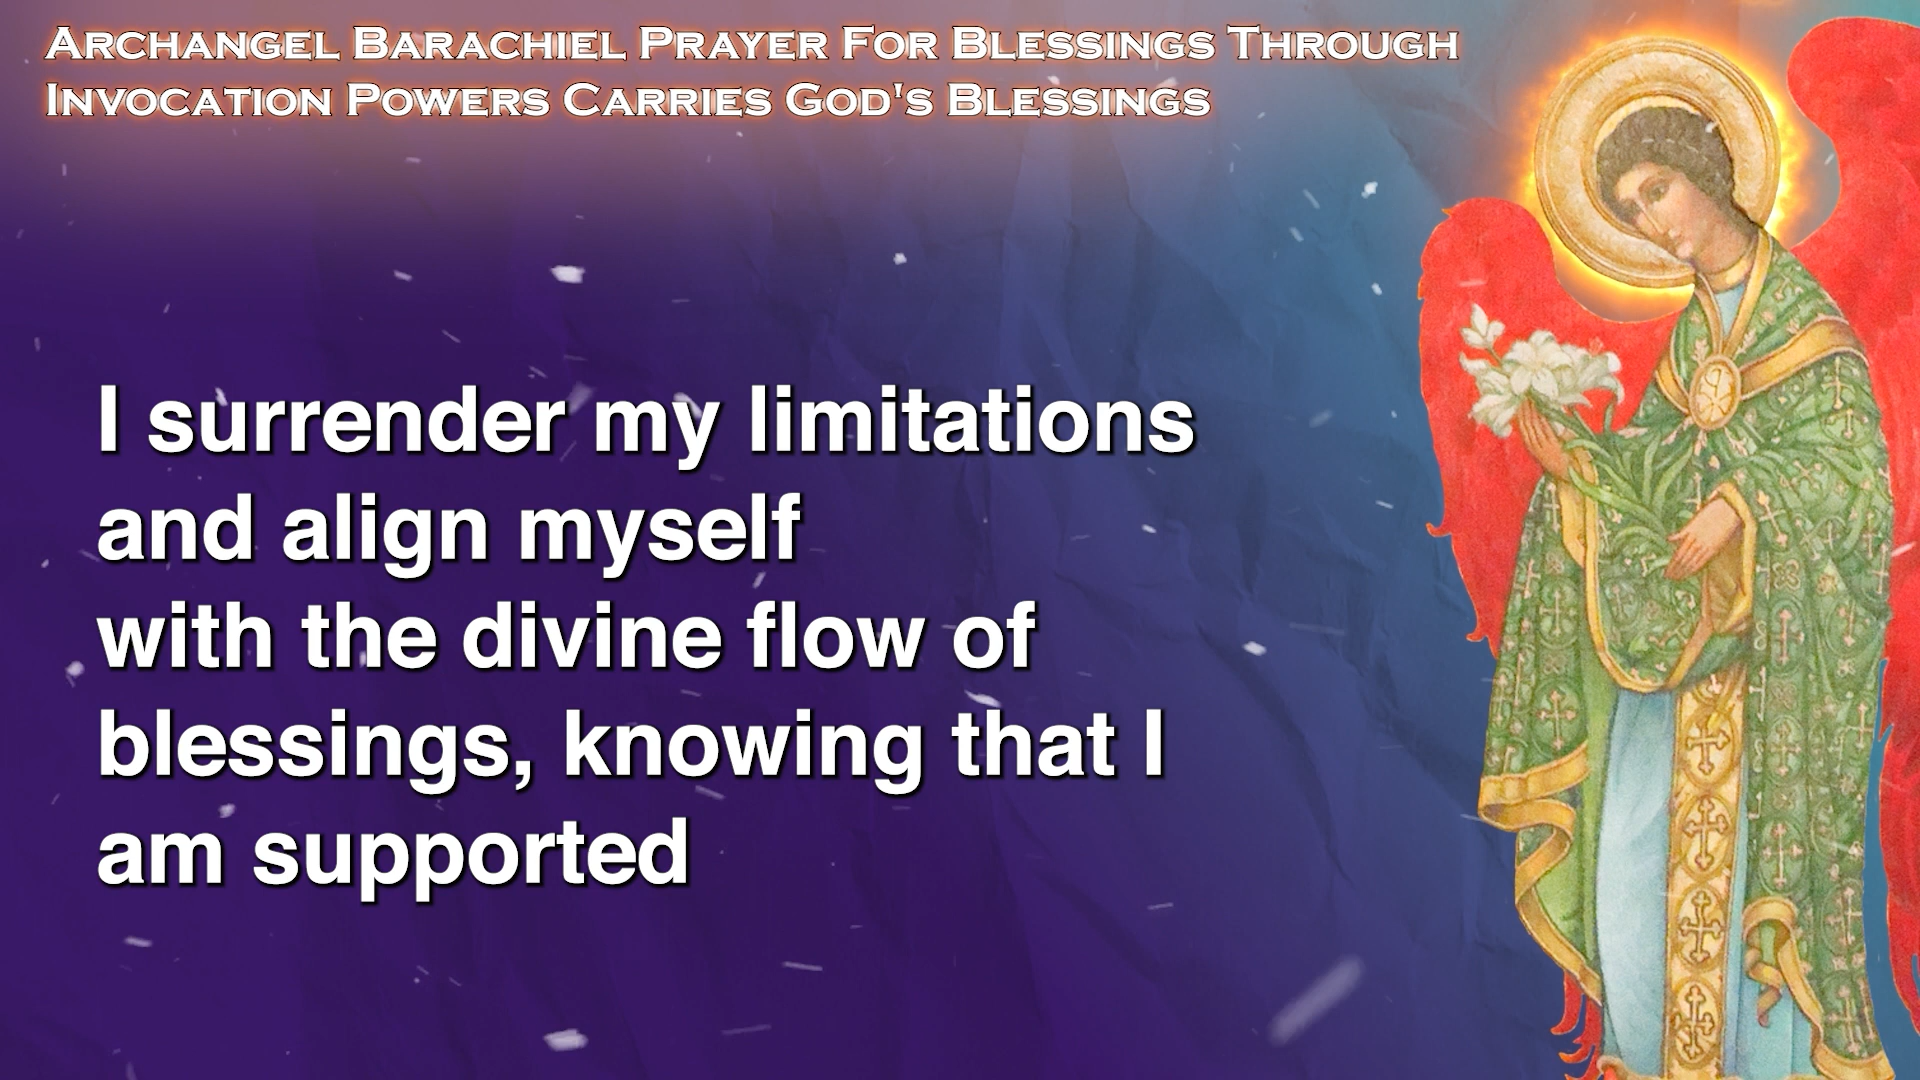 Archangel Barachiel Prayer For Blessings Through
Invocation Powers Carries God's Blessings
I surrender my limitations
and align myself
with the divine flow of
blessings, knowing that I
am supported